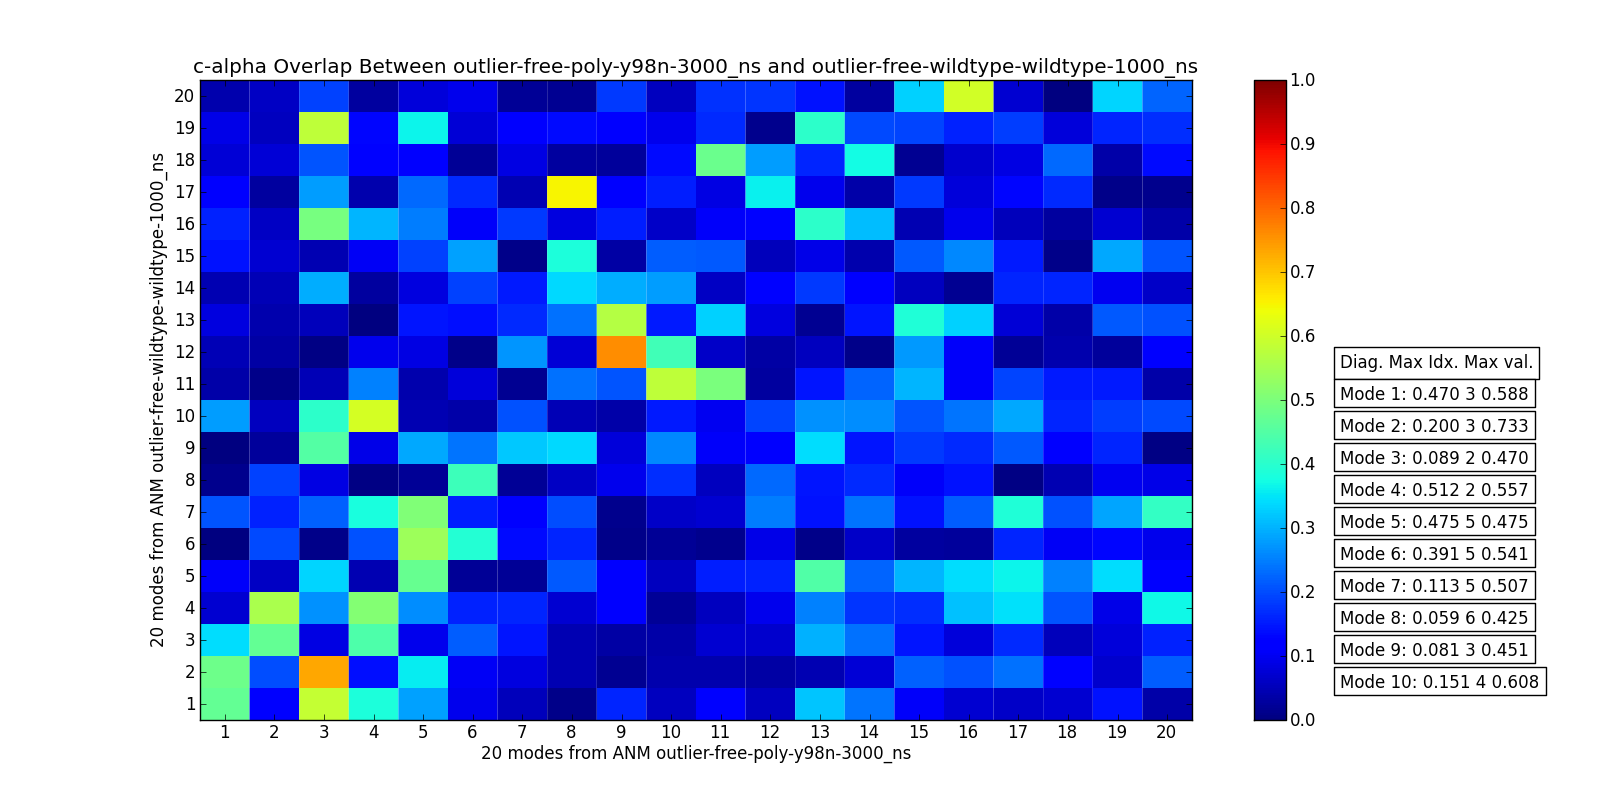 c-alpha Overlap Between outlier-free-poly-y98n-3000_ns and outlier-free-wildtype-wildtype-1000_ns
20 modes from ANM outlier-free-wildtype-wildtype-1000_ns
20
19
18
17
16
15
14
13
12
11
10
9
8
7
6
5
4
3
2
1
1 2 3 4 5 6 7 8 9 10 11 12 13 14 15 16 17 18 19 20
20 modes from ANM outlier-free-poly-y98n-3000_ns
1.0
0.9
0.8
0.7
0.6
0.5
0.4
0.3
0.2
0.1
0.0
Diag. Max Idx. Max val.
Mode 1: 0.470 3 0.588
Mode 2: 0.200 3 0.733
Mode 3: 0.089 2 0.470
Mode 4: 0.512 2 0.557
Mode 5: 0.475 5 0.475
Mode 6: 0.391 5 0.541
Mode 7: 0.113 5 0.507
Mode 8: 0.059 6 0.425
Mode 9: 0.081 3 0.451
Mode 10: 0.151 4 0.608